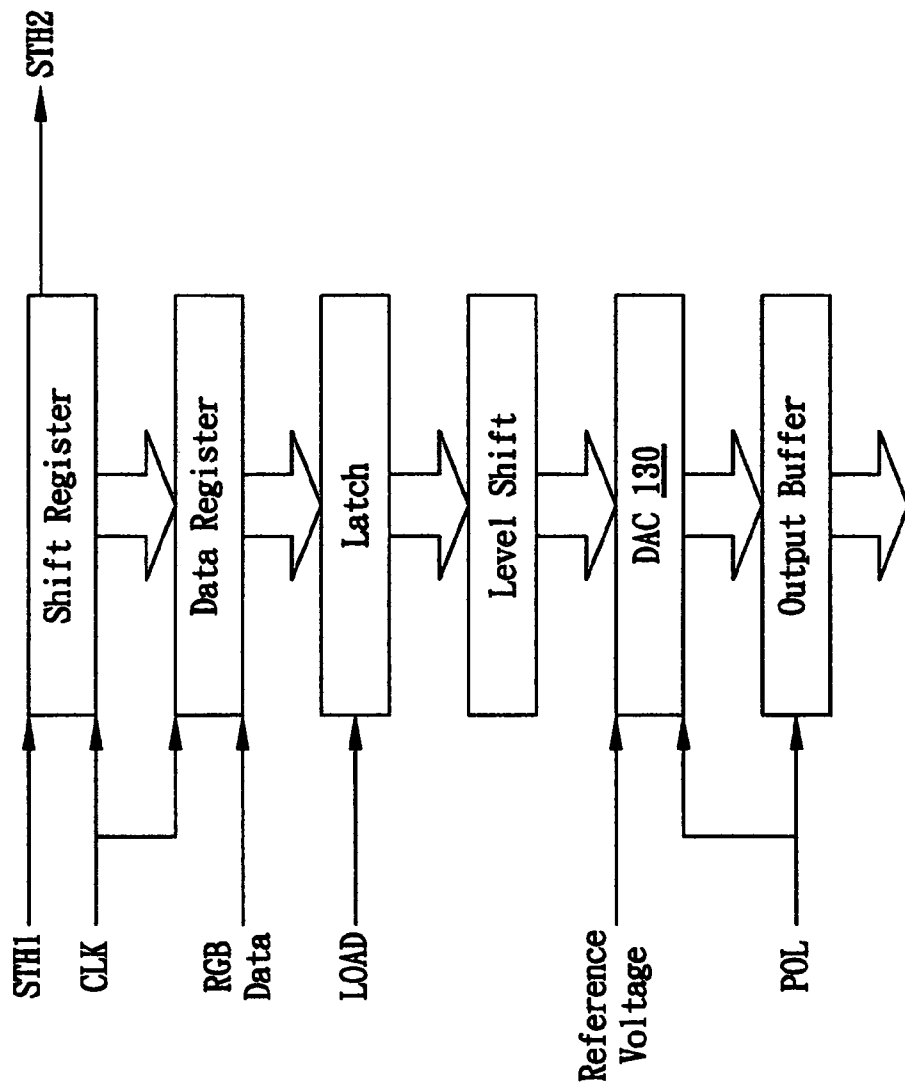 STH1
CLK
RGB
Data
LOAD
Reference
Voltage
POL
Shift Register
Data Register
Latch
Level Shift
DAC 130
Output Buffer
STH2